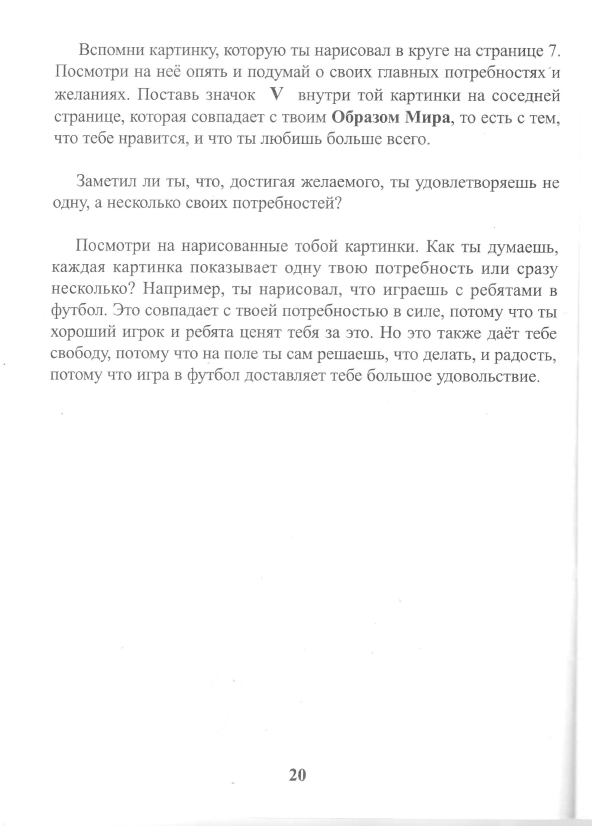 Вспомни картинку, которую ты нарисовал в круге на странице 7.
Посмотри на неё опять и подумай о своих главных потребностях и
желаниях. Поставь значок V внутри той картинки на соседней
странице, которая совпадает с твоим Образом Мира, то есть с тем,
что тебе нравится, и что ты любишь больше всего.
Заметил ли ты, что, достигая желаемого, ты удовлетворяешь не
одну, а несколько своих потребностей?
Посмотри на нарисованные тобой картинки. Как ты думаешь,
каждая картинка показывает одну твою потребность или сразу
несколько? Например, ты нарисовал, что играешь с ребятами в
футбол. Это совпадает с твоей потребностью в силе, потому что ты
хороший игрок и ребята ценят тебя за это. Но это также даёт тебе
свободу, потому что на поле ты сам решаешь, что делать, и радость,
потому что игра в футбол доставляет тебе большое удовольствие.
20